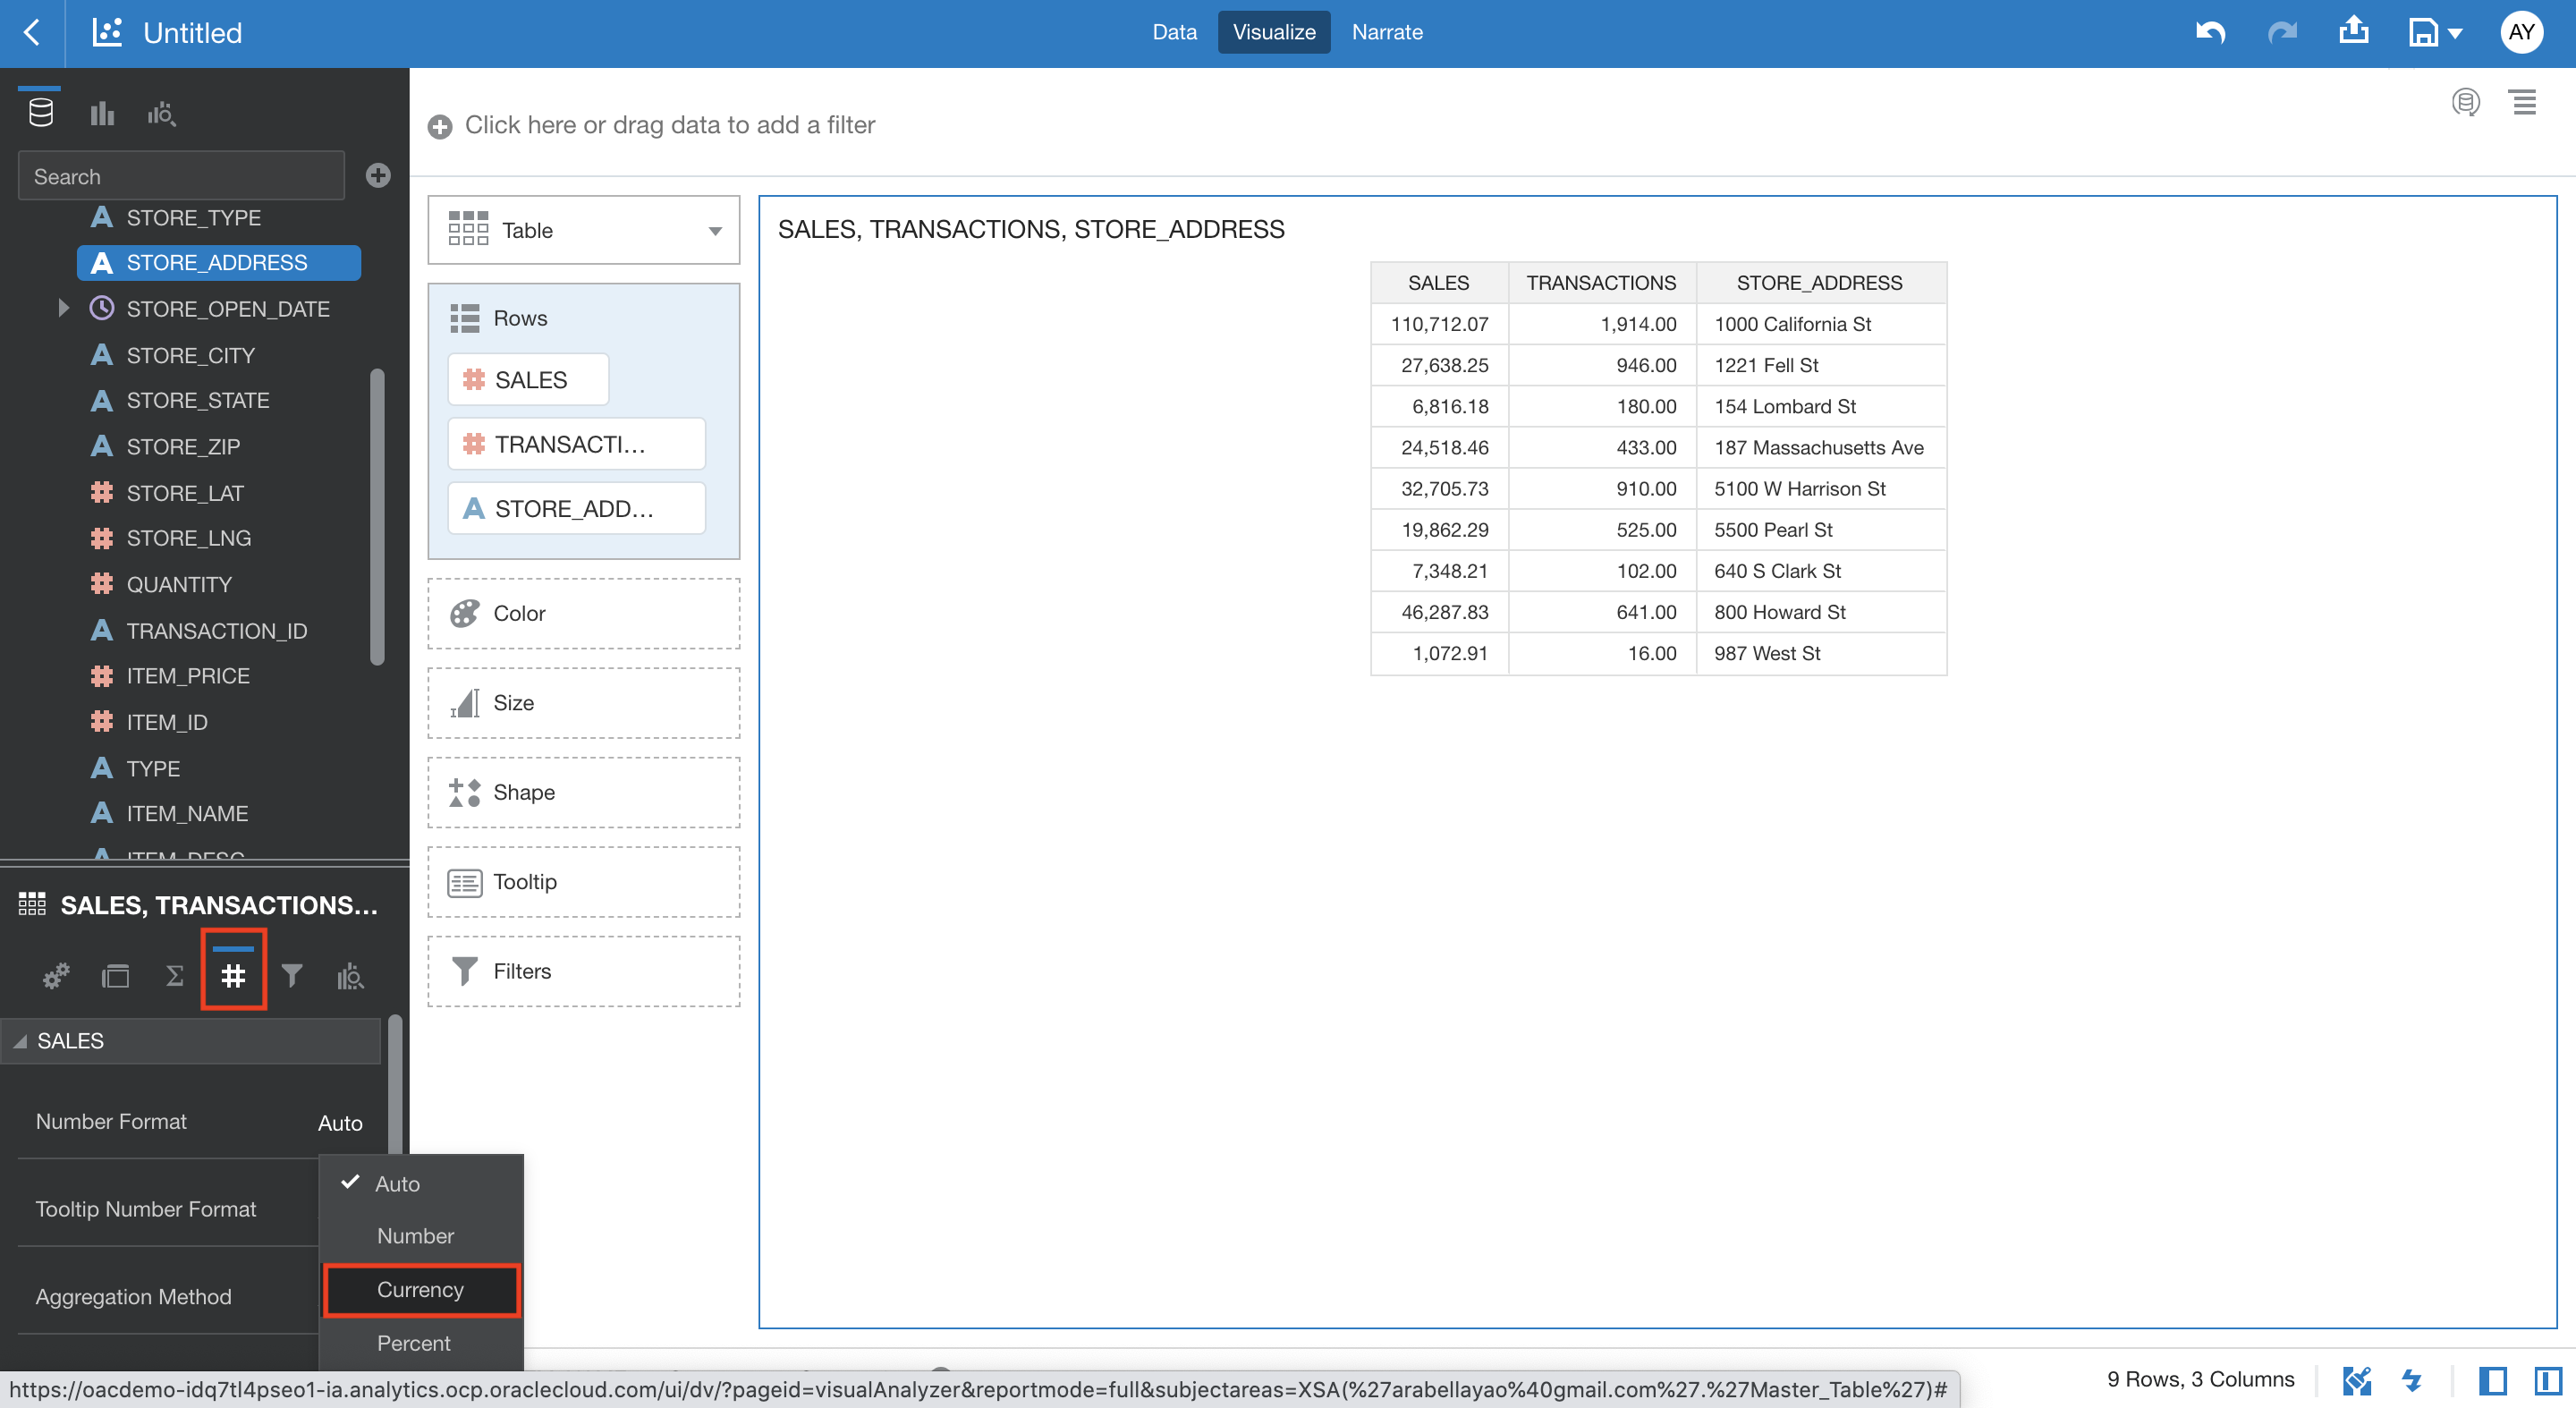 Untitled
Data Visualize Narrate
AY
Search
Click here or drag data to add a filter
STORE_TYPE
STORE_ADDRESS
STORE_OPEN_DATE
STORE_CITY
STORE_STATE
STORE_ZIP
STORE_LAT
STORE_LNG
QUANTITY
TRANSACTION_ID
ITEM_PRICE
ITEM_ID
TYPE
ITEM_NAME
ITEM_DESC
SALES, TRANSACTIONS...
SALES
Number Format Auto
Tooltip Number Format
Aggregation Method
Auto
Number
Currency
Percent
Table
Rows
SALES
TRANSACTI...
STORE_ADD...
Color
Size
Shape
Tooltip
Filters
SALES, TRANSACTIONS, STORE_ADDRESS
SALES TRANSACTIONS STORE_ADDRESS
110,712.07 1,914.00 1000 California St
27,638.25 946.00 1221 Fell St
6,816.18 180.00 154 Lombard St
24,518.46 433.00 187 Massachusetts Ave
32,705.73 910.00 5100 W Harrison St
19,862.29 525.00 5500 Pearl St
7,348.21 102.00 640 S Clark St
46,287.83 641.00 800 Howard St
1,072.91 16.00 987 West St
https://oacdemo-idq7tl4pseo1-ia.analytics.ocp.oraclecloud.com/ui/dv/?pageid=visualAnalyzer&reportmode=full&subjectareas=XSA(%27arabellayao%40gmail.com%27.%27Master_Table%27)#
9 Rows, 3 Columns